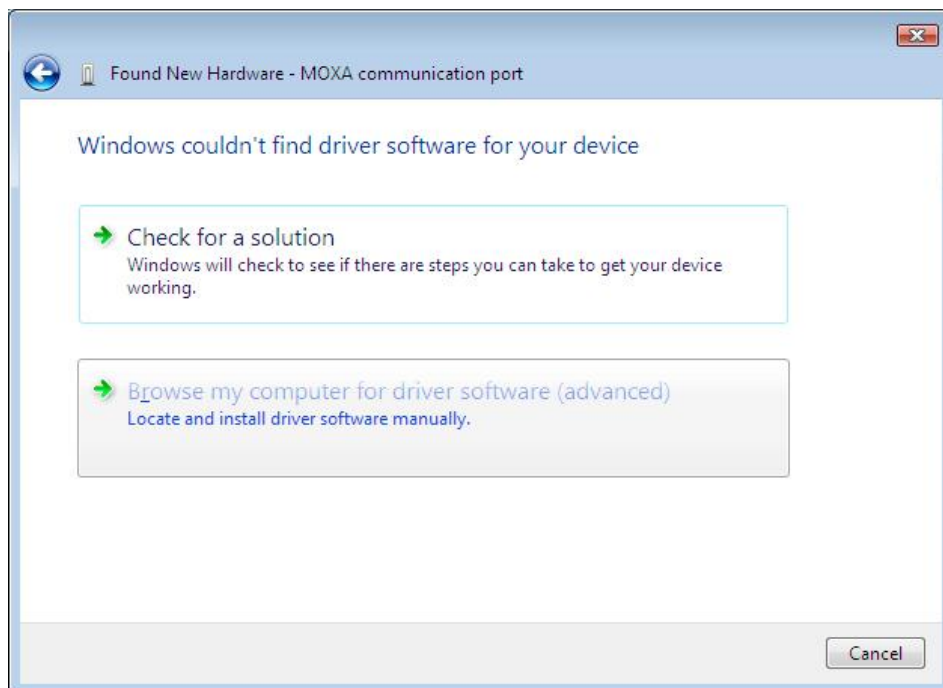 Found New Hardware - MOXA communication port
Windows couldn't find driver software for your device
Check for a solution
Windows will check to see if there are steps you can take to get your device
working.
Browse my computer for driver software (advanced)
Locate and install driver software manually.
Cancel